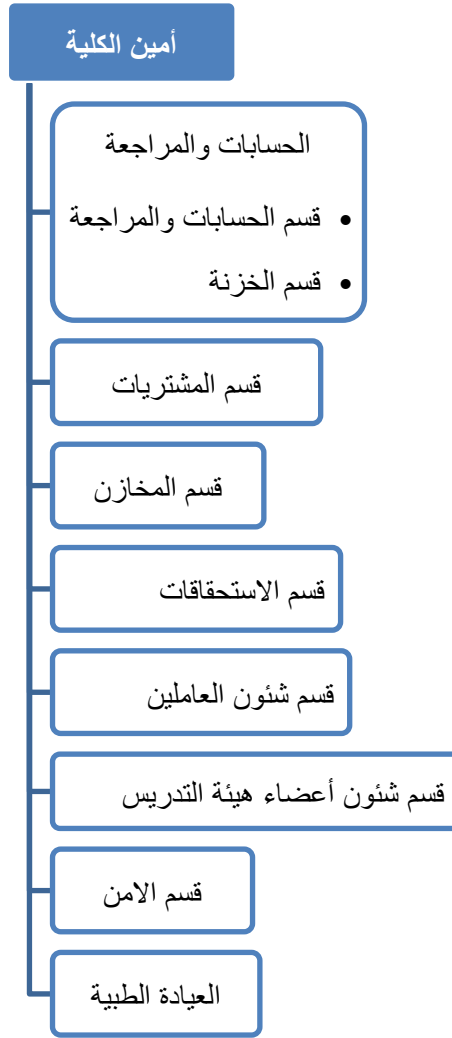 أمين الكلية
الحسابات والمراجعة
• قسم الحسابات والمراجعة
• قسم الخزنة
قسم المشتريات
قسم المخازن
قسم الاستحقاقات
قسم شئون العاملين
قسم شئون أعضاء هيئة التدريس
قسم الامن
العيادة الطبية